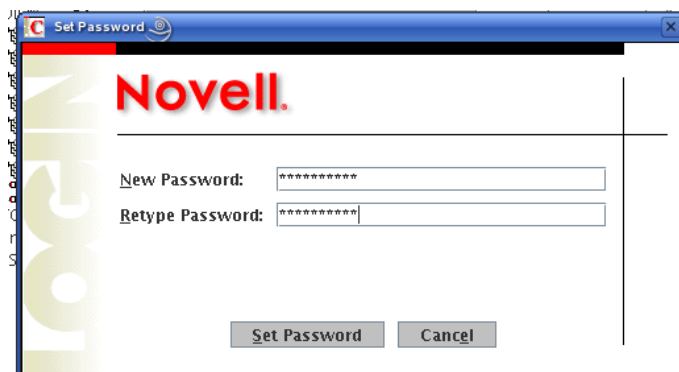 Set Password
Novell.
New Password: **********
Retype Password: **********
Set Password Cancel
LOGIN